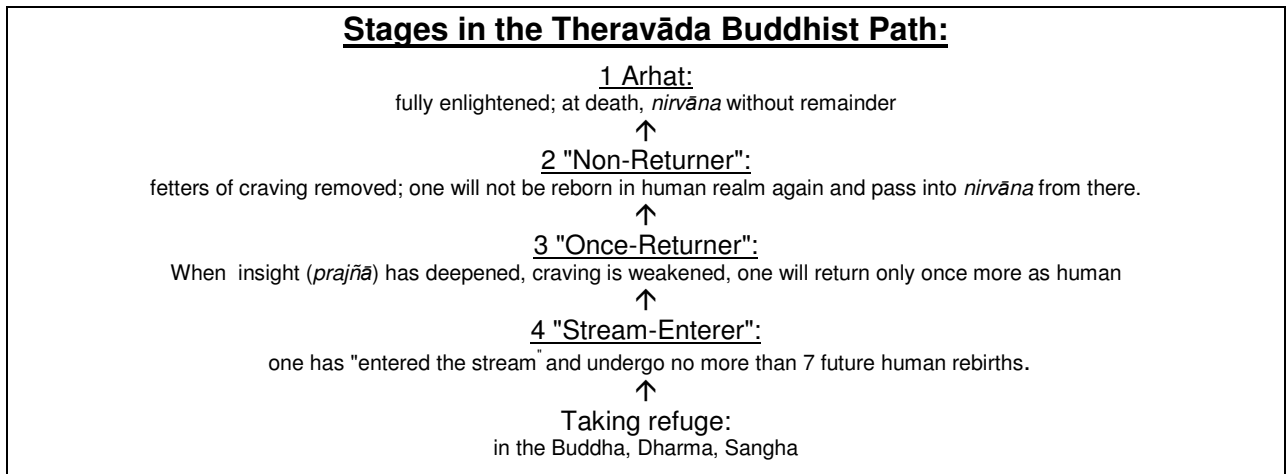 Stages in the Theravāda Buddhist Path:
1 Arhat:
fully enlightened; at death, nirvāna without remainder
↑
2 "Non-Returner":
fetters of craving removed; one will not be reborn in human realm again and pass into nirvāna from there.
↑
3 "Once-Returner":
When insight (prajñā) has deepened, craving is weakened, one will return only once more as human
↑
4 "Stream-Enterer":
one has "entered the stream" and undergo no more than 7 future human rebirths.
↑
Taking refuge:
in the Buddha, Dharma, Sangha